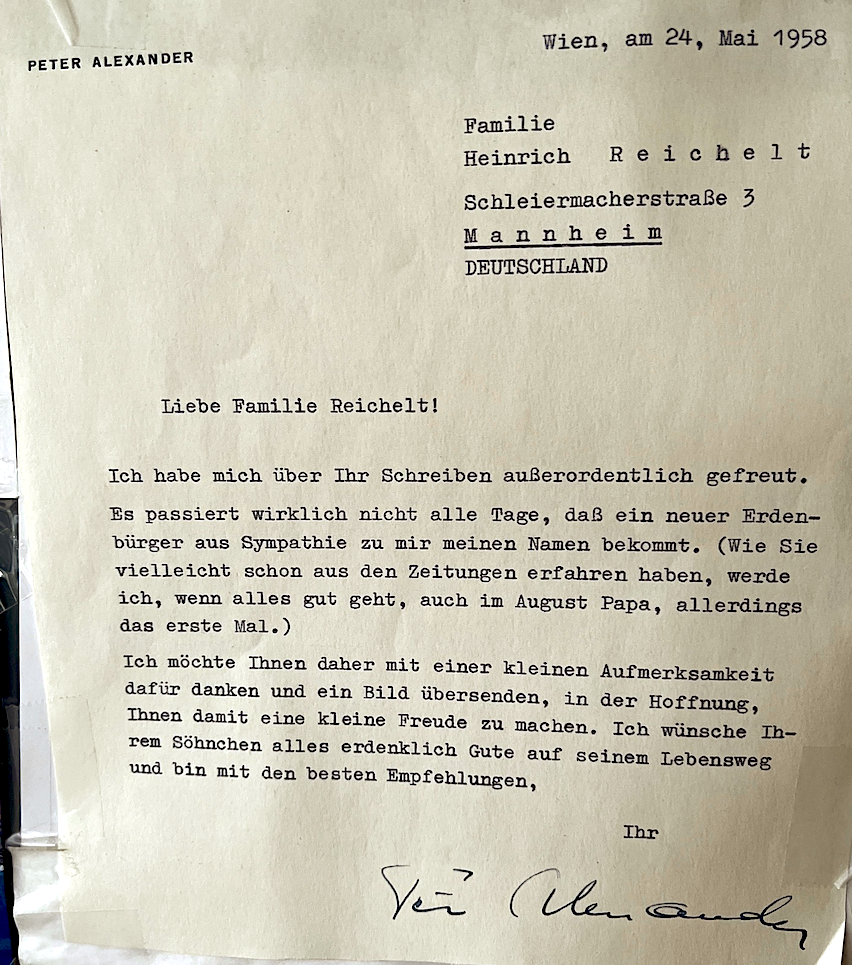 PETER ALEXANDER
Wien, am 24, Mai 1958
Familie
Heinrich R e i c h e l t
Schleiermacherstraße 3
M a n n h e i m
DEUTSCHLAND
Liebe Familie Reichelt!
Ich habe mich über Ihr Schreiben außerordentlich gefreut.
Es passiert wirklich nicht alle Tage, daß ein neuer Erden-
bürger aus Sympathie zu mir meinen Namen bekommt. (Wie Sie
vielleicht schon aus den Zeitungen erfahren haben, werde
ich, wenn alles gut geht, auch im August Papa, allerdings
das erste Mal.)
Ich möchte Ihnen daher mit einer kleinen Aufmerksamkeit
dafür danken und ein Bild übersenden, in der Hoffnung,
Ihnen damit eine kleine Freude zu machen. Ich wünsche Ih-
rem Söhnchen alles erdenklich Gute auf seinem Lebensweg
und bin mit den besten Empfehlungen,
Ihr
Peter Alexander